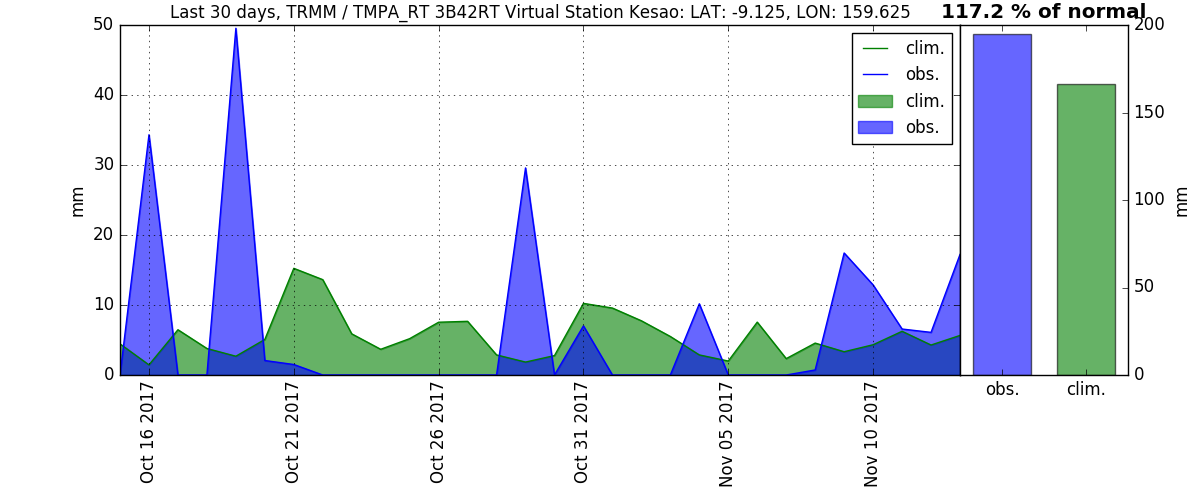 Last 30 days, TRMM / TMPA_RT 3B42RT Virtual Station Kesao: LAT: -9.125, LON: 159.625
117.2 % of normal
50
40
30
20
10
0
mm
clim.
obs.
clim.
obs.
200
150
100
50
0
mm
obs.
clim.
Oct 16 2017
Oct 21 2017
Oct 26 2017
Oct 31 2017
Nov 05 2017
Nov 10 2017